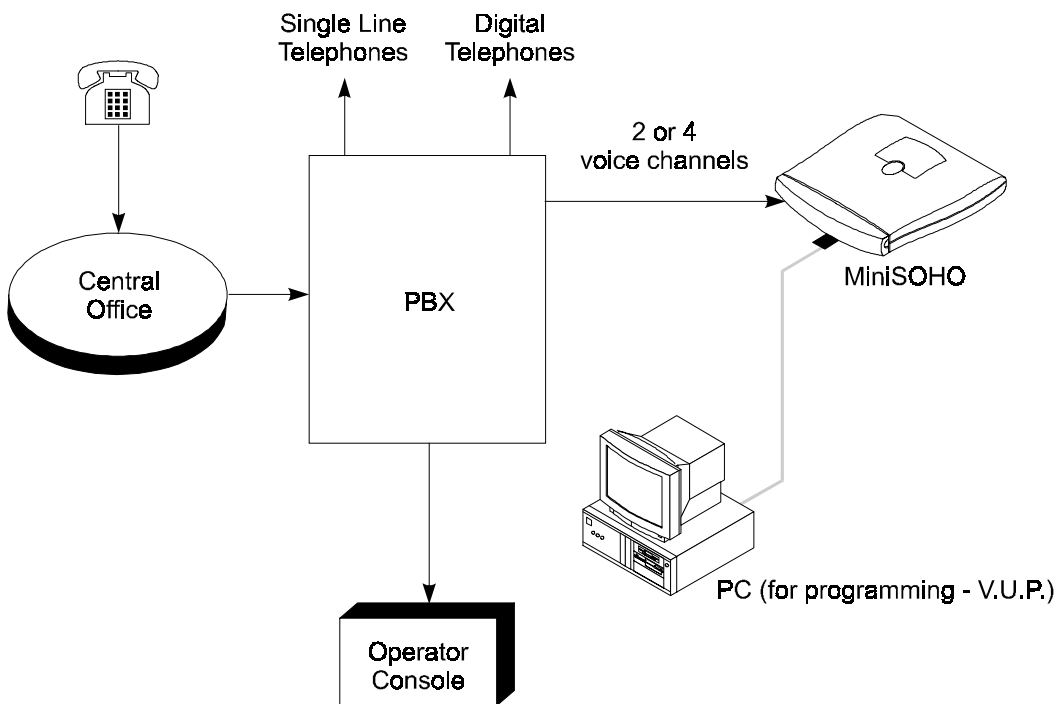 Single Line
Telephones
Digital
Telephones
2 or 4
voice channels
MiniSOHO
Central
Office
PBX
PC (for programming - V.U.P.)
Operator
Console